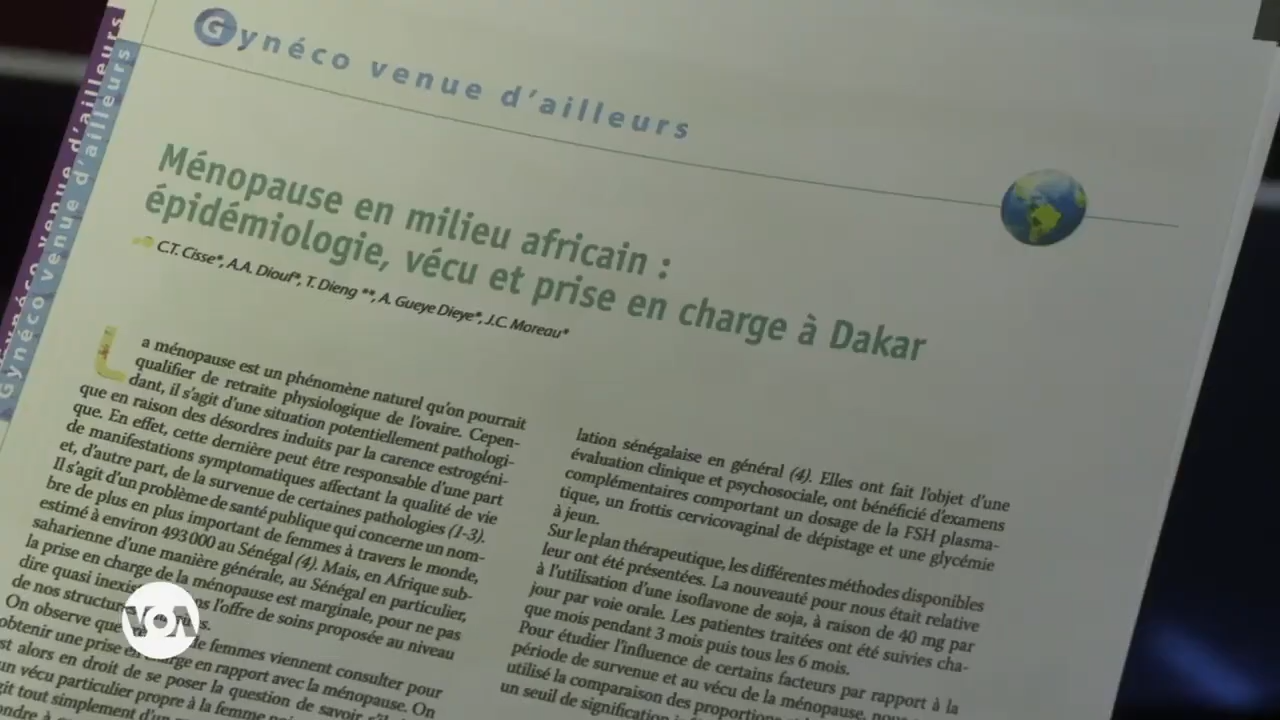 Gynéco venue d'ailleurs
Gynéco venue d'ailleurs
Gynéco venue d'ailleurs
Ménopause en milieu africain :
épidémiologie, vécu et prise en charge à Dakar
C.T. Cisse*, A.A. Diouf*, T. Dieng **, A. Gueye Dieye*, J.C. Moreau*
La ménopause est un phénomène naturel qu'on pourrait
qualifier de retraite physiologique de l'ovaire. Cepen-
dant, il s'agit d'une situation potentiellement pathologi-
que en raison des désordres induits par la carence estrogéni-
que. En effet, cette dernière peut être responsable d'une part
de manifestations symptomatiques affectant la qualité de vie
et, d'autre part, de la survenue de certaines pathologies (1-3).
Il s'agit d'un problème de santé publique qui concerne un nom-
bre de plus en plus important de femmes à travers le monde,
estimé à environ 493 000 au Sénégal (4). Mais, en Afrique sub-
saharienne d'une manière générale, au Sénégal en particulier,
la prise en charge de la ménopause est marginale, pour ne pas
dire quasi l'offre de soins proposée au niveau
de nos
On observe que de femmes viennent consulter pour
obtenir une prise en charge en rapport avec la ménopause. On
est alors en droit de se poser la question de savoir
un vécu particulier propre à la femme
tout simplement d'un
lation sénégalaise en général (4). Elles ont fait l'objet d'une
évaluation clinique et psychosociale, ont bénéficié d'examens
complémentaires comportant un dosage de la FSH plasma-
tique, un frottis cervicovaginal de dépistage et une glycémie
à jeun.
Sur le plan thérapeutique, les différentes méthodes disponibles
leur ont été présentées. La nouveauté pour nous était relative
à l'utilisation d'une isoflavone de soja, à raison de 40 mg par
jour par voie orale. Les patientes traitées ont été suivies cha-
que mois pendant 3 mois puis tous les 6 mois.
Pour étudier l'influence de certains facteurs par rapport à la
période de survenue et au vécu de la ménopause, nous
utilisé la comparaison des proportions
un seuil de signification
VOA